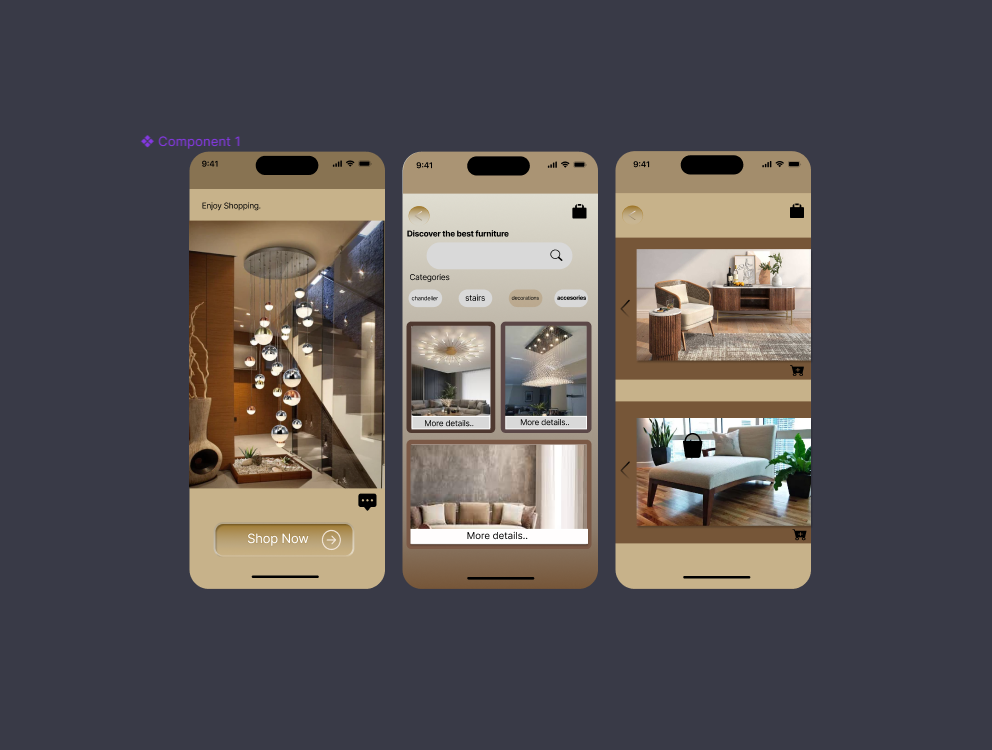 Component 1
9:41
Enjoy Shopping.
Shop Now
9:41
Discover the best furniture
Categories
chandelier
stairs
decorations
accesories
More details..
More details..
More details..
9:41